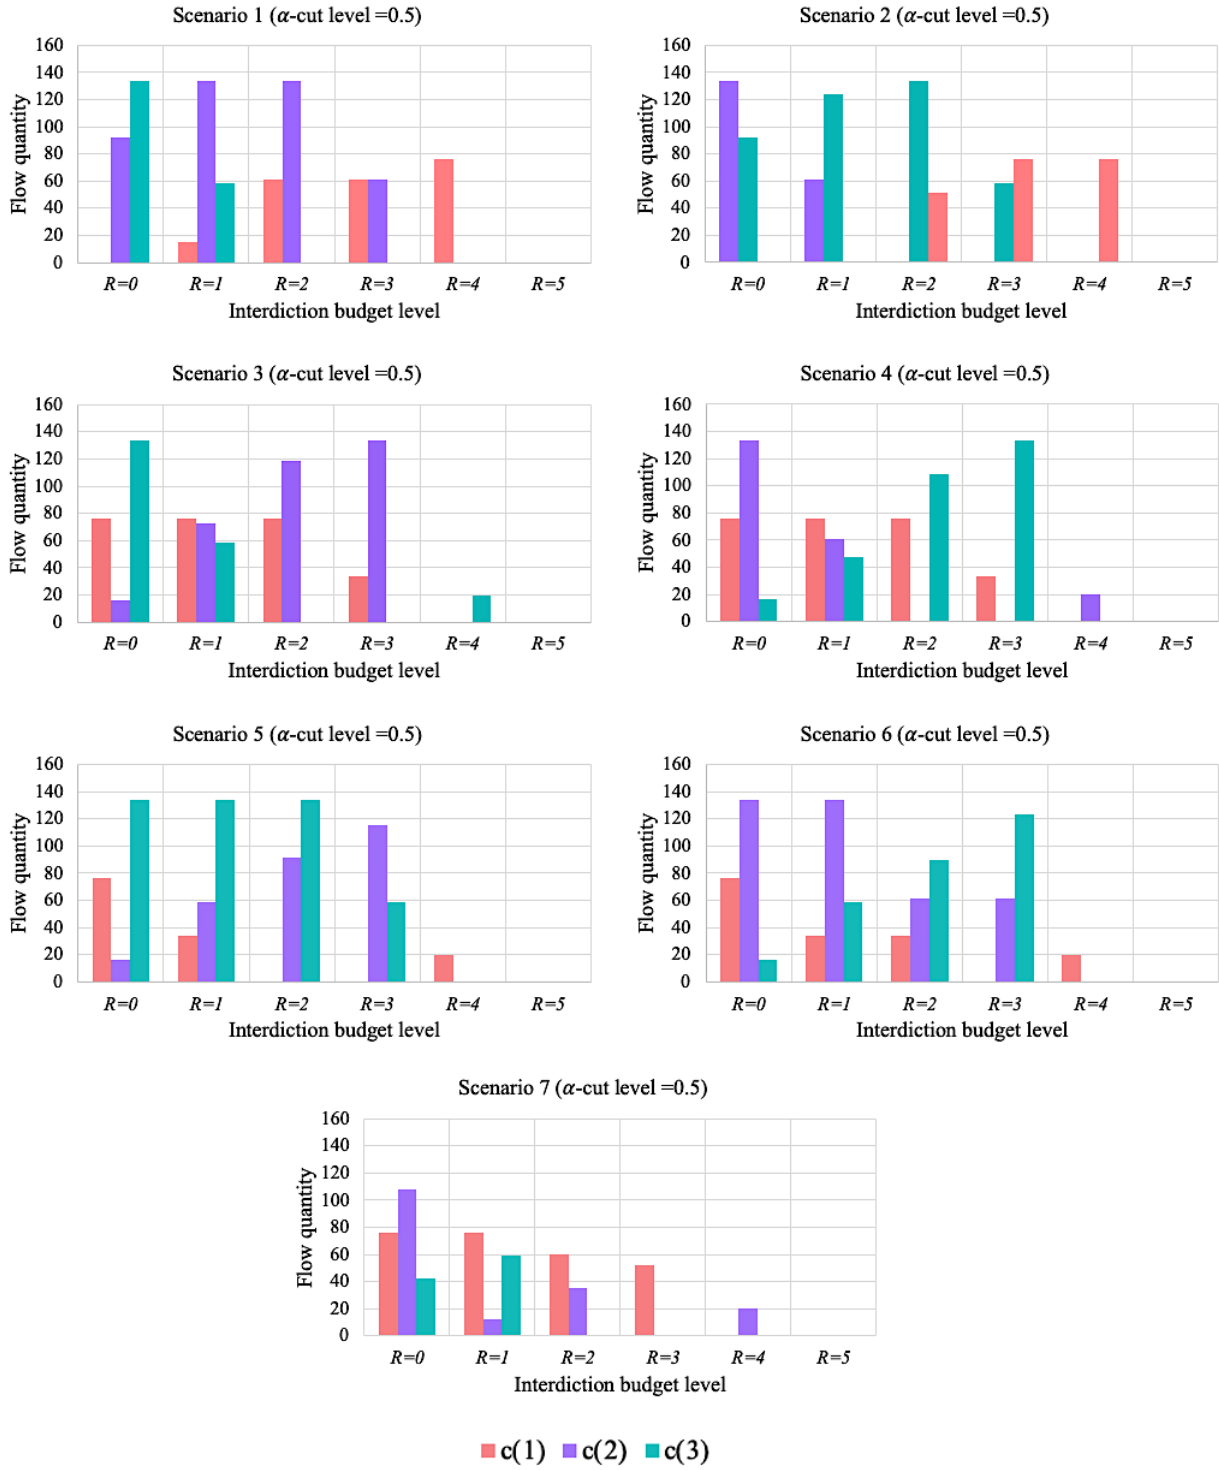 Scenario 1 (α-cut level =0.5)
160
140
120
100
80
60
40
20
0
Flow quantity
R=0 R=1 R=2 R=3 R=4 R=5
Interdiction budget level
Scenario 2 (α-cut level =0.5)
160
140
120
100
80
60
40
20
0
Flow quantity
R=0 R=1 R=2 R=3 R=4 R=5
Interdiction budget level
Scenario 3 (α-cut level =0.5)
160
140
120
100
80
60
40
20
0
Flow quantity
R=0 R=1 R=2 R=3 R=4 R=5
Interdiction budget level
Scenario 4 (α-cut level =0.5)
160
140
120
100
80
60
40
20
0
Flow quantity
R=0 R=1 R=2 R=3 R=4 R=5
Interdiction budget level
Scenario 5 (α-cut level =0.5)
160
140
120
100
80
60
40
20
0
Flow quantity
R=0 R=1 R=2 R=3 R=4 R=5
Interdiction budget level
Scenario 6 (α-cut level =0.5)
160
140
120
100
80
60
40
20
0
Flow quantity
R=0 R=1 R=2 R=3 R=4 R=5
Interdiction budget level
Scenario 7 (α-cut level =0.5)
160
140
120
100
80
60
40
20
0
Flow quantity
R=0 R=1 R=2 R=3 R=4 R=5
Interdiction budget level
c(1) c(2) c(3)